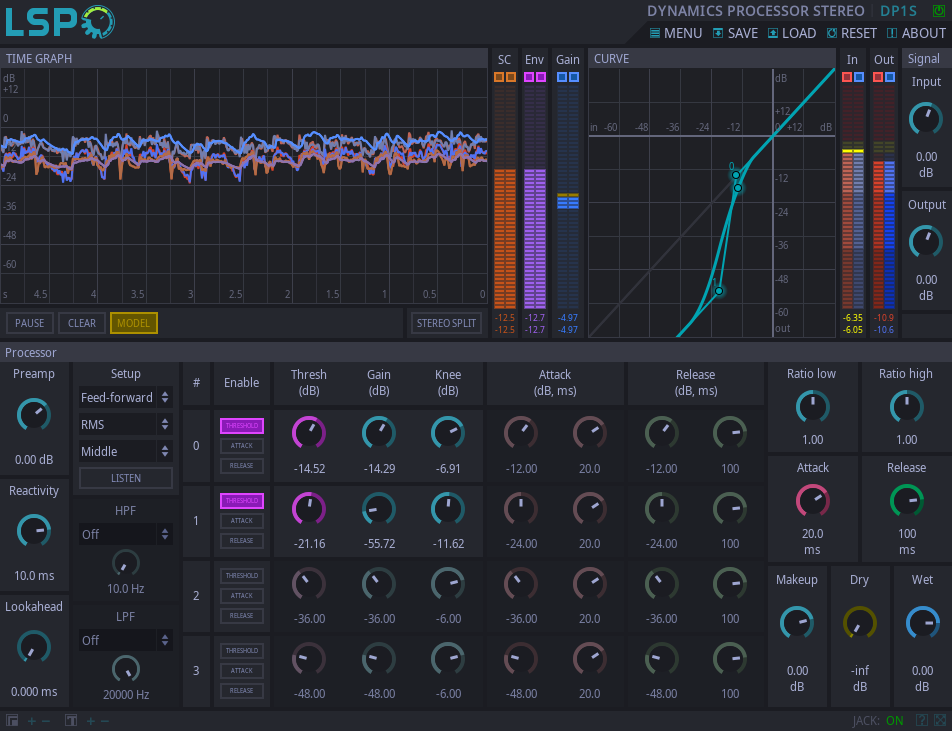 LSP
DYNAMICS PROCESSOR STEREO DP1S
MENU SAVE LOAD RESET ABOUT
TIME GRAPH
dB
+12
0
-24
-36
-48
-60
s 4.5 4 3.5 3 2.5 2 1.5 1 0.5 0
PAUSE CLEAR MODEL STEREO SPLIT
SC Env Gain
-12.5 -12.7 -4.97
-12.5 -12.7 -4.97
CURVE
dB
+12
in -60 -48 -36 -24 -12 0 +12 dB
0
-12
-24
-36
-48
-60
out
In Out
-6.35 -10.9
-6.05 -10.6
Signal
Input
0.00
dB
Output
0.00
dB
Processor
Preamp
0.00 dB
Reactivity
10.0 ms
Lookahead
0.000 ms
Setup
Feed-forward
RMS
Middle
LISTEN
HPF
Off
10.0 Hz
LPF
Off
20000 Hz
# Enable Thresh
(dB) Gain
(dB) Knee
(dB) Attack
(dB, ms) Release
(dB, ms)
THRESHOLD
0 ATTACK
RELEASE
-14.52 -14.29 -6.91 -12.00 20.0 -12.00 100
THRESHOLD
1 ATTACK
RELEASE
-21.16 -55.72 -11.62 -24.00 20.0 -24.00 100
THRESHOLD
2 ATTACK
RELEASE
-36.00 -36.00 -6.00 -36.00 20.0 -36.00 100
THRESHOLD
3 ATTACK
RELEASE
-48.00 -48.00 -6.00 -48.00 20.0 -48.00 100
Ratio low Ratio high
1.00 1.00
Attack Release
20.0 100
ms ms
Makeup Dry Wet
0.00 -inf 0.00
dB dB dB
JACK: ON